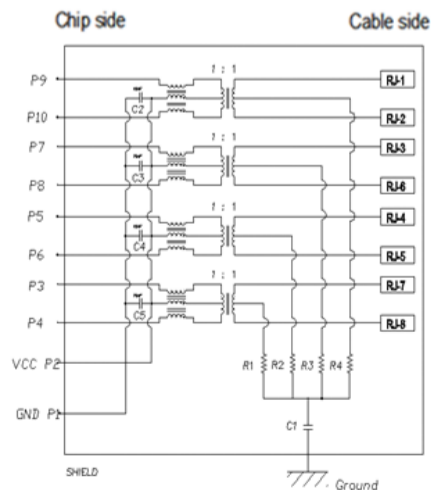 Chip side Cable side
1 : 1
P9 RJ-1
C2
P10 RJ-2
1 : 1
P7 RJ-3
C3
P8 RJ-6
1 : 1
P5 RJ-4
C4
P6 RJ-5
1 : 1
P3 RJ-7
C5
P4 RJ-8
VCC P2 R1 R2 R3 R4
GND P1
C1
SHIELD
Ground